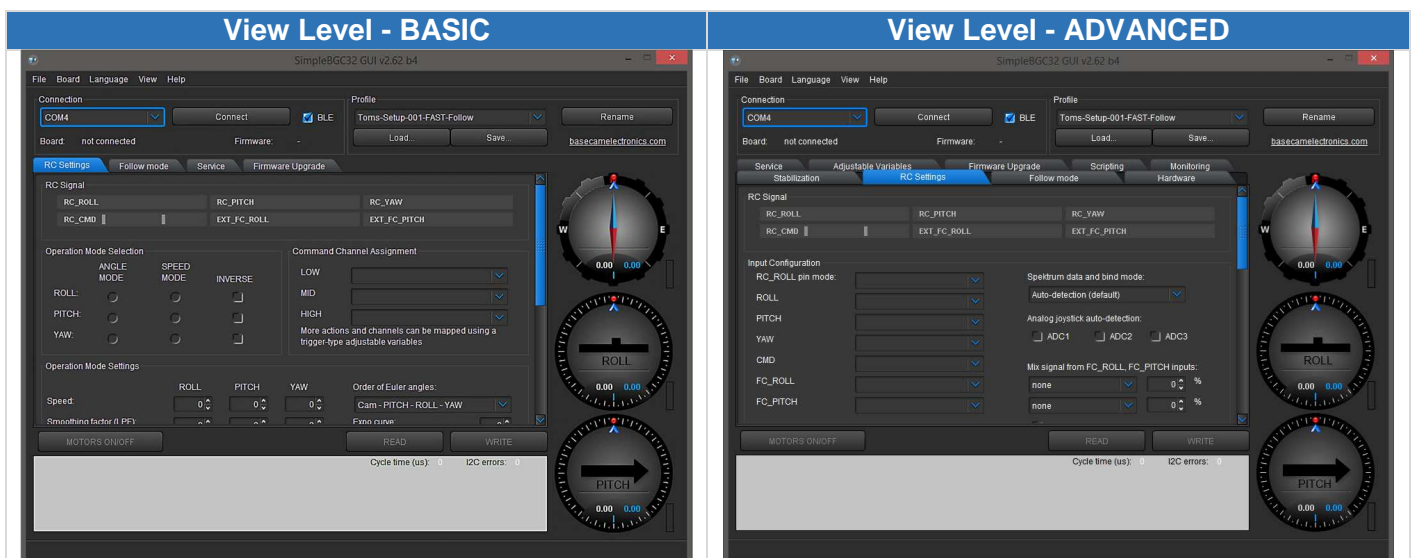 View Level - BASIC
SimpleBGC32 GUI v2.62 b4
File Board Language View Help
Connection
Profile
COM4 Connect BLE Toms-Setup-001-FAST-Follow Rename
Load... Save...
Board: not connected Firmware: - basecamelectronics.com
RC Settings Follow mode Service Firmware Upgrade
RC Signal
RC_ROLL RC_PITCH RC_YAW
RC_CMD EXT_FC_ROLL EXT_FC_PITCH
W E
0.00 0.00
Operation Mode Selection
ANGLE MODE SPEED MODE INVERSE
ROLL:
PITCH:
YAW:
Command Channel Assignment
LOW
MID
HIGH
More actions and channels can be mapped using a
trigger-type adjustable variables
ROLL
0.00 0.00
Operation Mode Settings
ROLL PITCH YAW Order of Euler angles:
Speed: 0 0 0 Cam - PITCH - ROLL - YAW
Smoothing factor (LPF): Expo curve:
MOTORS ON/OFF READ WRITE
Cycle time (us): 0 I2C errors: 0
PITCH
0.00 0.00
View Level - ADVANCED
SimpleBGC32 GUI v2.62 b4
File Board Language View Help
Connection
Profile
COM4 Connect BLE Toms-Setup-001-FAST-Follow Rename
Load... Save...
Board: not connected Firmware: - basecamelectronics.com
Service Adjustable Variables Firmware Upgrade Scripting Monitoring
Stabilization RC Settings Follow mode Hardware
RC Signal
RC_ROLL RC_PITCH RC_YAW
RC_CMD EXT_FC_ROLL EXT_FC_PITCH
W E
0.00 0.00
Input Configuration
RC_ROLL pin mode:
ROLL
PITCH
YAW
CMD
FC_ROLL
FC_PITCH
Spektrum data and bind mode:
Auto-detection (default)
Analog joystick auto-detection:
ADC1 ADC2 ADC3
Mix signal from FC_ROLL, FC_PITCH inputs:
none 0 %
none 0 %
ROLL
0.00 0.00
MOTORS ON/OFF READ WRITE
Cycle time (us): 0 I2C errors: 0
PITCH
0.00 0.00